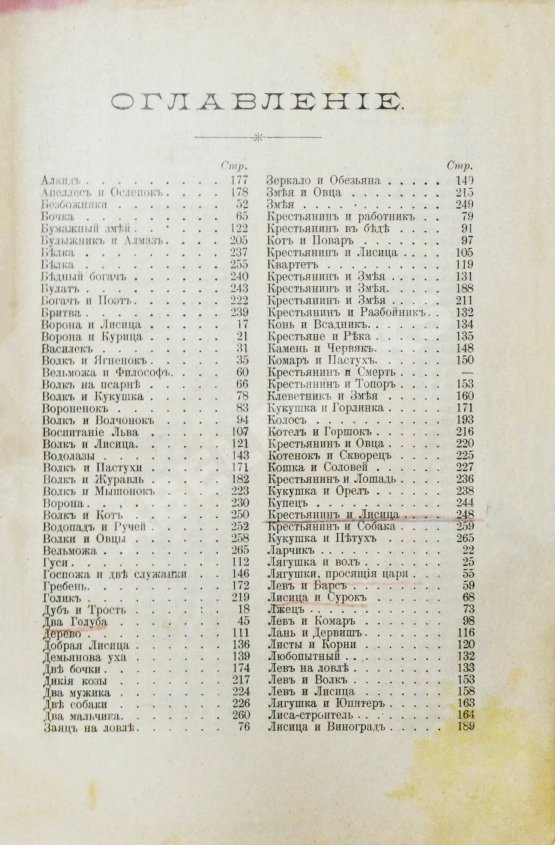 ОГЛАВЛЕНІЕ.
Стр.
Алкидъ . . . . . . . . . 177
Апеллесъ и Осленокъ . . . . 178
Безбожники . . . . . . . 52
Бочка . . . . . . . . . 65
Бумажный змѣй . . . . . . 122
Булыжникъ и Алмазъ . . . . 205
Бѣлка . . . . . . . . . 237
Бѣлка . . . . . . . . . 255
Бѣдный богачъ . . . . . . 240
Булатъ . . . . . . . . . 243
Богачъ и Поэтъ . . . . . . 222
Бритва . . . . . . . . . 239
Ворона и Лисица . . . . . . 17
Ворона и Курица . . . . . . 21
Василекъ . . . . . . . . 31
Волкъ и Ягненокъ . . . . . 35
Вельможа и Философъ . . . . 60
Волкъ на псарнѣ . . . . . . 66
Волкъ и Кукушка . . . . . . 78
Вороненокъ . . . . . . . 83
Волкъ и Волчонокъ . . . . . 94
Воспитаніе Льва . . . . . . 107
Волкъ и Лисица . . . . . . 121
Водолазы . . . . . . . . 143
Волкъ и Пастухи . . . . . . 171
Волкъ и Журавль . . . . . . 182
Волкъ и Мышонокъ . . . . . 223
Ворона . . . . . . . . . 230
Волкъ и Котъ . . . . . . . 250
Водопадъ и Ручей . . . . . 252
Волки и Овцы . . . . . . . 258
Вельможа . . . . . . . . 265
Гуси . . . . . . . . . . 112
Госпожа и двѣ служанки . . . 146
Гребень . . . . . . . . . 172
Голикъ . . . . . . . . . 219
Дубъ и Трость . . . . . . 18
Два Голуба . . . . . . . 45
Дерево . . . . . . . . . 111
Добрая Лисица . . . . . . 136
Демьянова уха . . . . . . 139
Двѣ бочки . . . . . . . . 174
Дикія козы . . . . . . . 217
Два мужика . . . . . . . 224
Двѣ собаки . . . . . . . 226
Два мальчика . . . . . . . 260
Заяцъ на ловлѣ . . . . . . 76
Стр.
Зеркало и Обезьяна . . . . . 149
Змѣя и Овца . . . . . . . 215
Змѣя . . . . . . . . . . 249
Крестьянинъ и работникъ . . . 79
Крестьянинъ въ бѣдѣ . . . . 91
Котъ и Поваръ . . . . . . 97
Крестьянинъ и Лисица . . . . 105
Квартетъ . . . . . . . . 119
Крестьянинъ и Змѣя . . . . . 131
Крестьянинъ и Змѣя . . . . . 188
Крестьянинъ и Змѣя . . . . . 211
Крестьянинъ и Разбойникъ . . 132
Конь и Всадникъ . . . . . . 134
Крестьяне и Рѣка . . . . . 135
Камень и Червякъ . . . . . 148
Комаръ и Пастухъ . . . . . 150
Крестьянинъ и Смерть . . . . —
Крестьянинъ и Топоръ . . . . 153
Клеветникъ и Змѣя . . . . . 160
Кукушка и Горлинка . . . . . 171
Колосъ . . . . . . . . . 193
Котелъ и Горшокъ . . . . . 216
Крестьянинъ и Овца . . . . . 220
Котенокъ и Скворецъ . . . . 225
Кошка и Соловей . . . . . . 227
Крестьянинъ и Лошадь . . . . 236
Кукушка и Орелъ . . . . . . 238
Купецъ . . . . . . . . . 244
Крестьянинъ и Лисица . . . . 248
Крестьянинъ и Собака . . . . 259
Кукушка и Пѣтухъ . . . . . 265
Ларчикъ . . . . . . . . . 22
Лягушка и волъ . . . . . . 25
Лягушки, просящія царя . . . 55
Левъ и Барсъ . . . . . . . 59
Лисица и Сурокъ . . . . . . 68
Лжецъ . . . . . . . . . 73
Левъ и Комаръ . . . . . . 98
Лань и Дервишъ . . . . . . 116
Листы и Корни . . . . . . 120
Любопытный . . . . . . . 132
Левъ на ловлѣ . . . . . . 133
Левъ и Волкъ . . . . . . . 153
Левъ и Лисица . . . . . . 158
Лягушка и Юпитеръ . . . . . 163
Лиса-строитель . . . . . . 164
Лисица и Виноградъ . . . . . 189